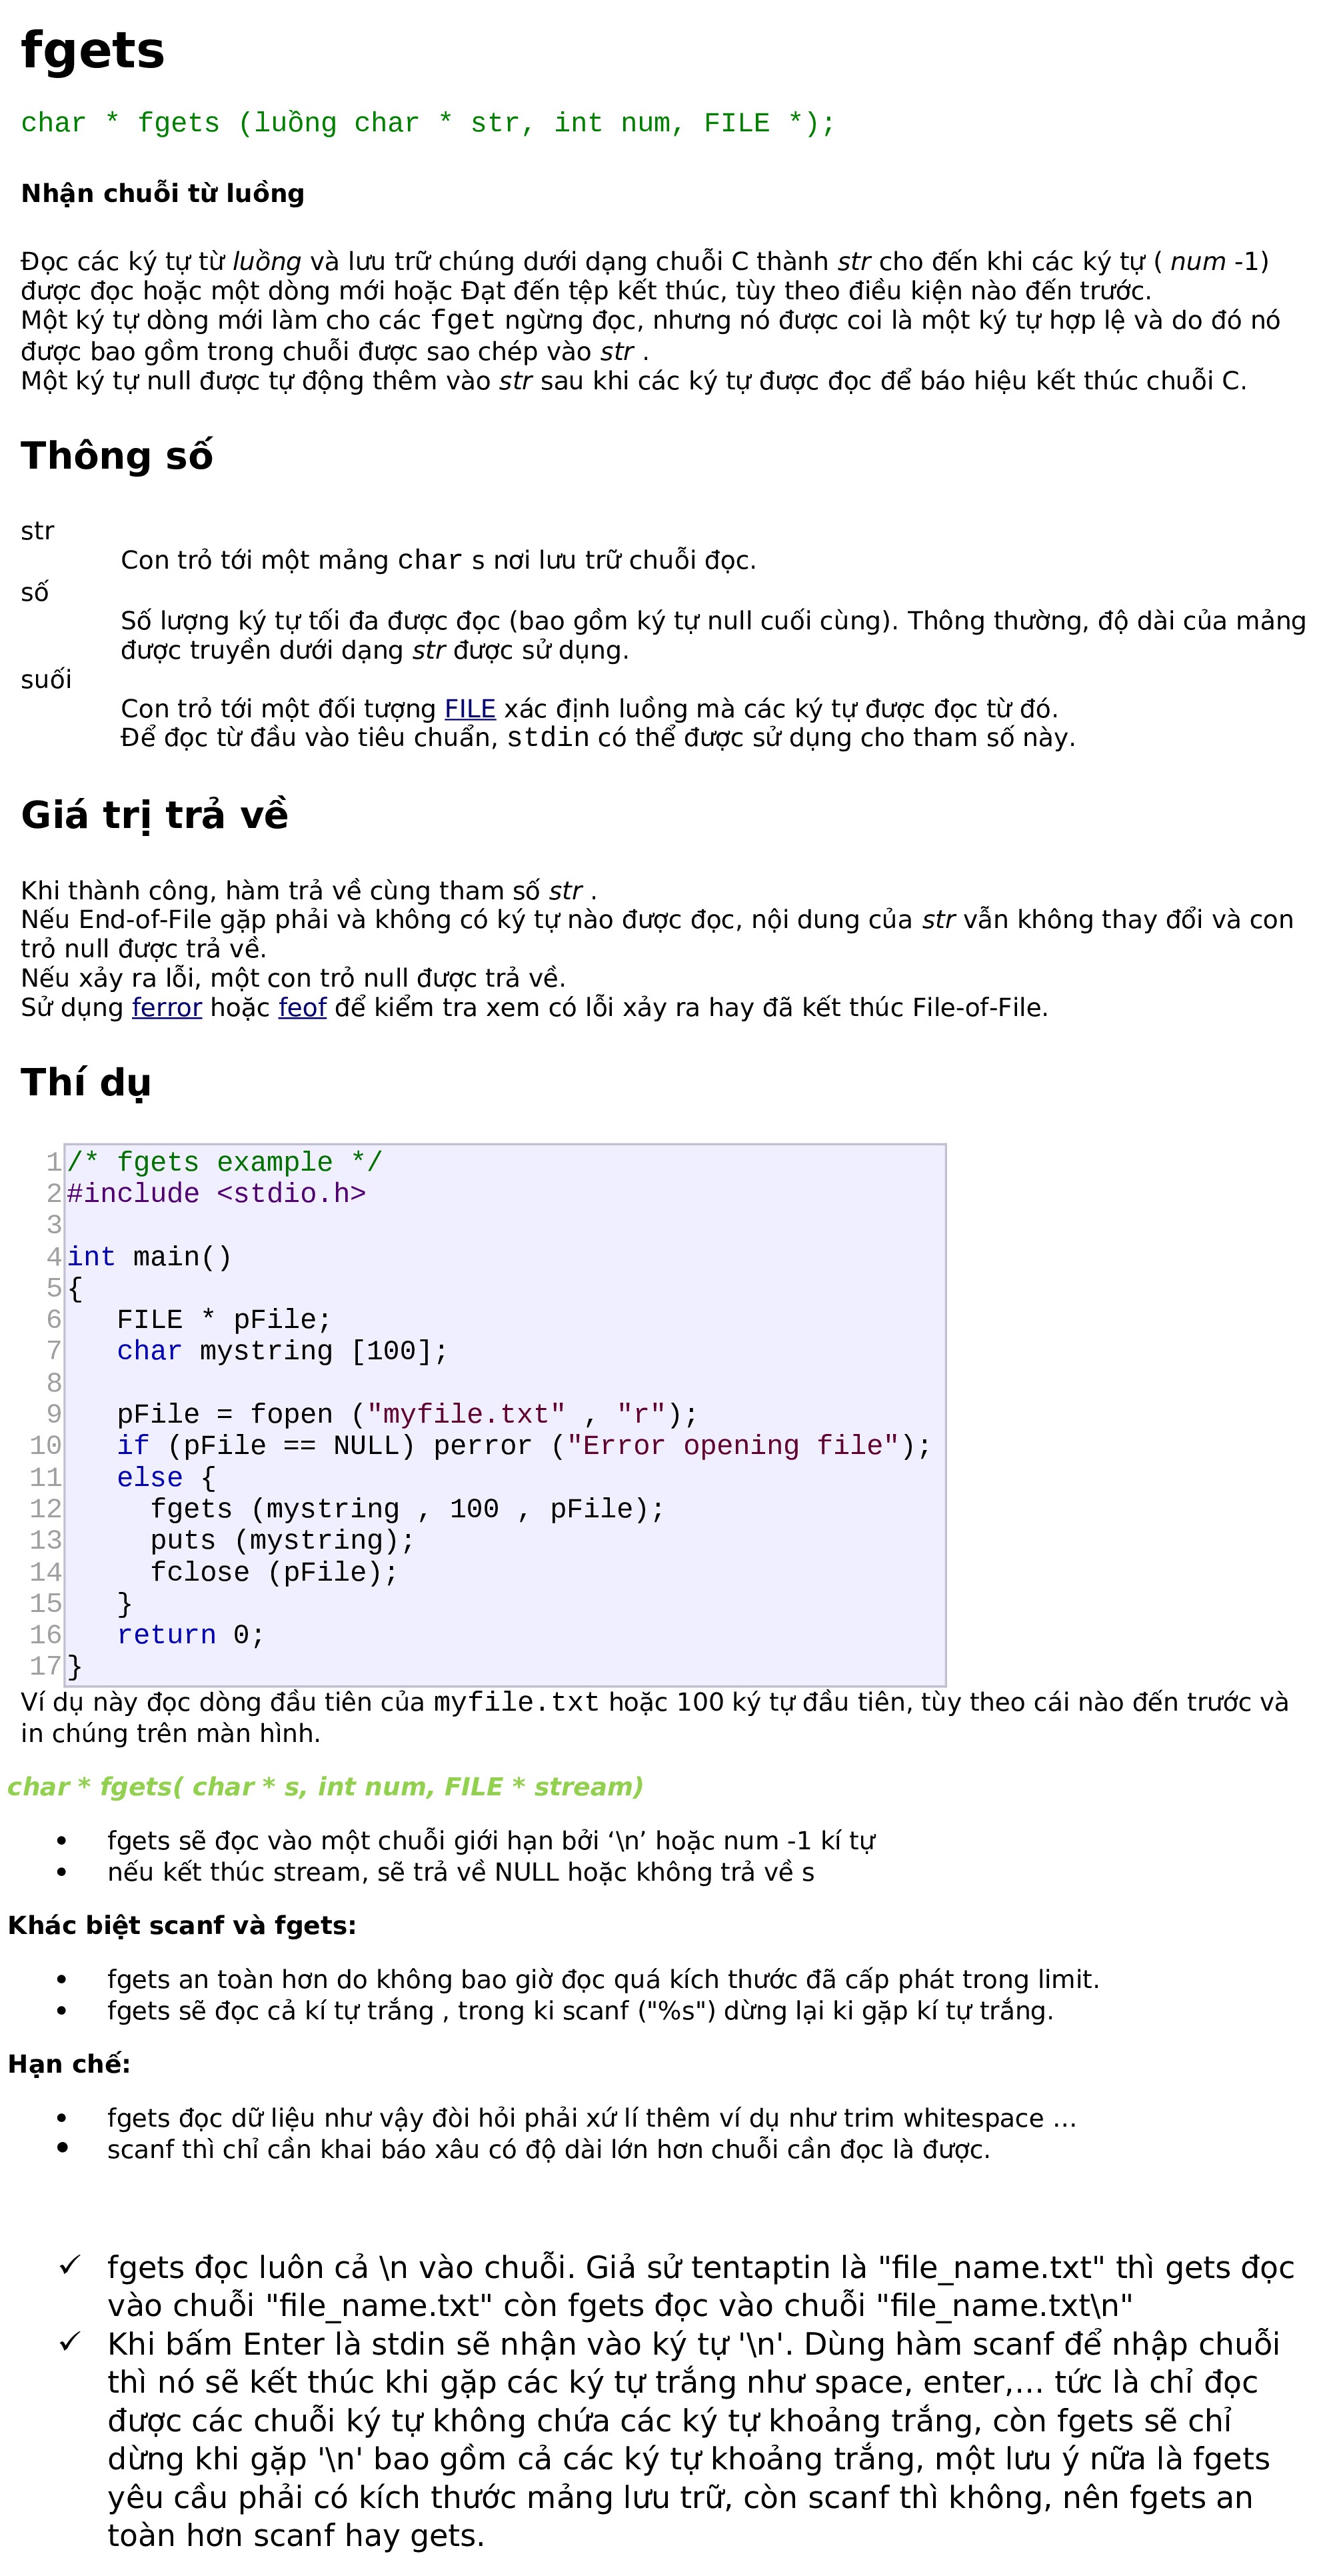 fgets
char * fgets (luồng char * str, int num, FILE *);
Nhận chuỗi từ luồng
Đọc các ký tự từ luồng và lưu trữ chúng dưới dạng chuỗi C thành str cho đến khi các ký tự ( num -1)
được đọc hoặc một dòng mới hoặc Đạt đến tệp kết thúc, tùy theo điều kiện nào đến trước.
Một ký tự dòng mới làm cho các fget ngừng đọc, nhưng nó được coi là một ký tự hợp lệ và do đó nó
được bao gồm trong chuỗi được sao chép vào str .
Một ký tự null được tự động thêm vào str sau khi các ký tự được đọc để báo hiệu kết thúc chuỗi C.
Thông số
str
Con trỏ tới một mảng char s nơi lưu trữ chuỗi đọc.
số
Số lượng ký tự tối đa được đọc (bao gồm ký tự null cuối cùng). Thông thường, độ dài của mảng
được truyền dưới dạng str được sử dụng.
suối
Con trỏ tới một đối tượng FILE xác định luồng mà các ký tự được đọc từ đó.
Để đọc từ đầu vào tiêu chuẩn, stdin có thể được sử dụng cho tham số này.
Giá trị trả về
Khi thành công, hàm trả về cùng tham số str .
Nếu End-of-File gặp phải và không có ký tự nào được đọc, nội dung của str vẫn không thay đổi và con
trỏ null được trả về.
Nếu xảy ra lỗi, một con trỏ null được trả về.
Sử dụng ferror hoặc feof để kiểm tra xem có lỗi xảy ra hay đã kết thúc File-of-File.
Thí dụ
1 /* fgets example */
2 #include <stdio.h>
3
4 int main()
5 {
6    FILE * pFile;
7    char mystring [100];
8
9    pFile = fopen ("myfile.txt" , "r");
10    if (pFile == NULL) perror ("Error opening file");
11    else {
12      fgets (mystring , 100 , pFile);
13      puts (mystring);
14      fclose (pFile);
15    }
16    return 0;
17 }
Ví dụ này đọc dòng đầu tiên của myfile.txt hoặc 100 ký tự đầu tiên, tùy theo cái nào đến trước và
in chúng trên màn hình.
char * fgets( char * s, int num, FILE * stream)
• fgets sẽ đọc vào một chuỗi giới hạn bởi ‘\n’ hoặc num -1 kí tự
• nếu kết thúc stream, sẽ trả về NULL hoặc không trả về s
Khác biệt scanf và fgets:
• fgets an toàn hơn do không bao giờ đọc quá kích thước đã cấp phát trong limit.
• fgets sẽ đọc cả kí tự trắng , trong ki scanf ("%s") dừng lại ki gặp kí tự trắng.
Hạn chế:
• fgets đọc dữ liệu như vậy đòi hỏi phải xứ lí thêm ví dụ như trim whitespace …
• scanf thì chỉ cần khai báo xâu có độ dài lớn hơn chuỗi cần đọc là được.
✓ fgets đọc luôn cả \n vào chuỗi. Giả sử tentaptin là "file_name.txt" thì gets đọc
vào chuỗi "file_name.txt" còn fgets đọc vào chuỗi "file_name.txt\n"
✓ Khi bấm Enter là stdin sẽ nhận vào ký tự '\n'. Dùng hàm scanf để nhập chuỗi
thì nó sẽ kết thúc khi gặp các ký tự trắng như space, enter,... tức là chỉ đọc
được các chuỗi ký tự không chứa các ký tự khoảng trắng, còn fgets sẽ chỉ
dừng khi gặp '\n' bao gồm cả các ký tự khoảng trắng, một lưu ý nữa là fgets
yêu cầu phải có kích thước mảng lưu trữ, còn scanf thì không, nên fgets an
toàn hơn scanf hay gets.